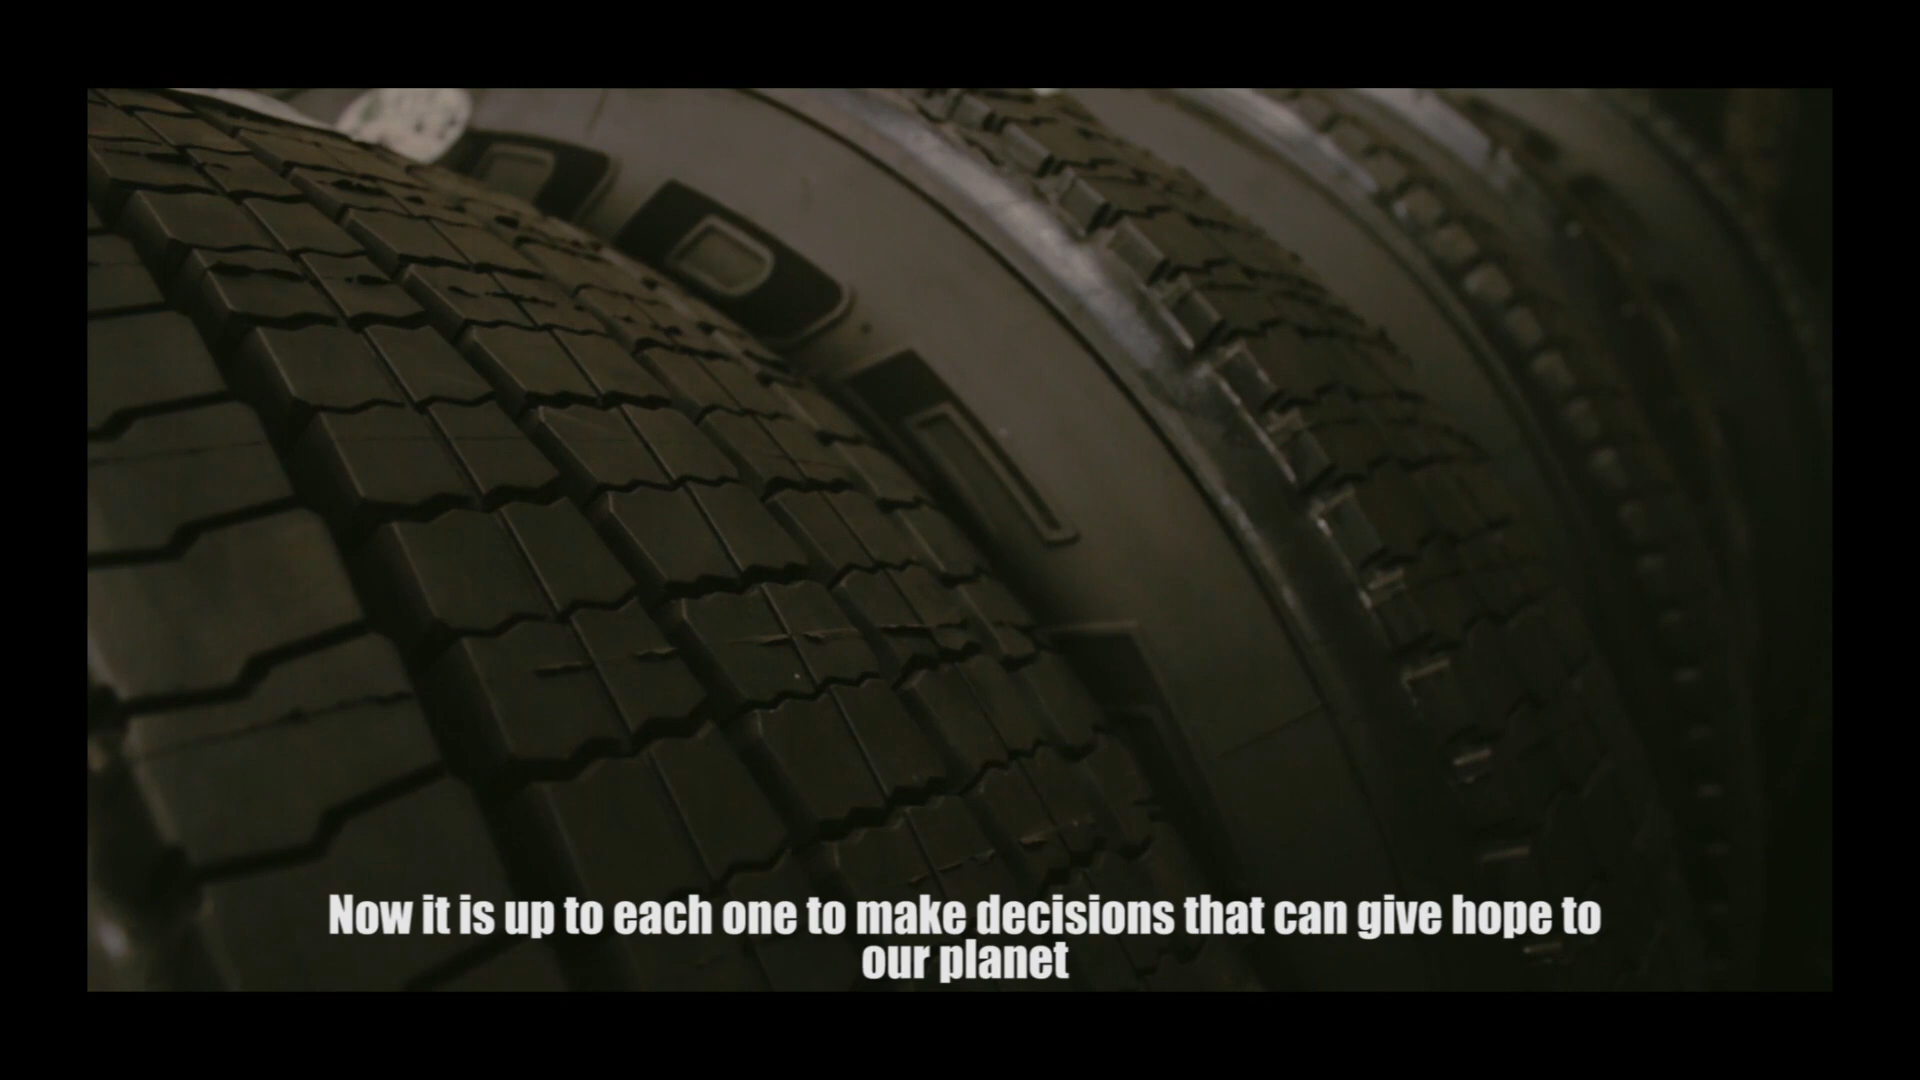 Now it is up to each one to make decisions that can give hope to
our planet